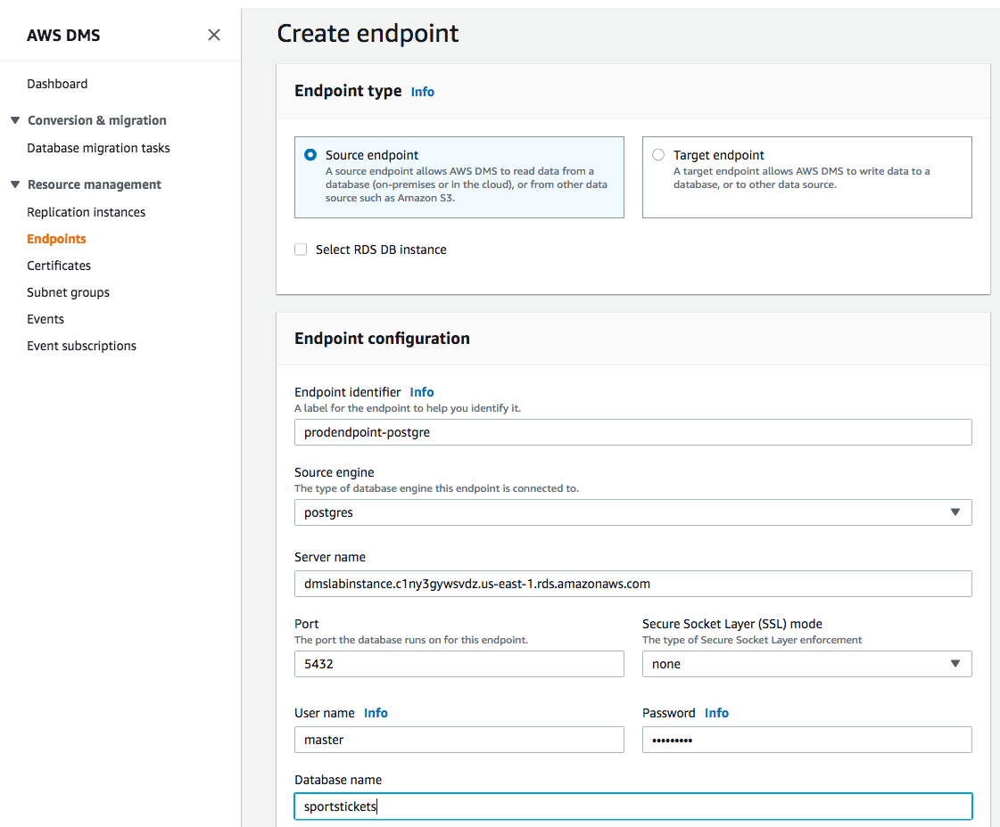 AWS DMS
Dashboard
Conversion & migration
Database migration tasks
Resource management
Replication instances
Endpoints
Certificates
Subnet groups
Events
Event subscriptions
Create endpoint
Endpoint type Info
Source endpoint
A source endpoint allows AWS DMS to read data from a
database (on-premises or in the cloud), or from other data
source such as Amazon S3.
Target endpoint
A target endpoint allows AWS DMS to write data to a
database, or to other data source.
Select RDS DB instance
Endpoint configuration
Endpoint identifier Info
A label for the endpoint to help you identify it.
prodendpoint-postgre
Source engine
The type of database engine this endpoint is connected to.
postgres
Server name
dmslabinstance.c1ny3gywsvdz.us-east-1.rds.amazonaws.com
Port
The port the database runs on for this endpoint.
5432
Secure Socket Layer (SSL) mode
The type of Secure Socket Layer enforcement
none
User name Info
master
Password Info
•••••••••
Database name
sportstickets